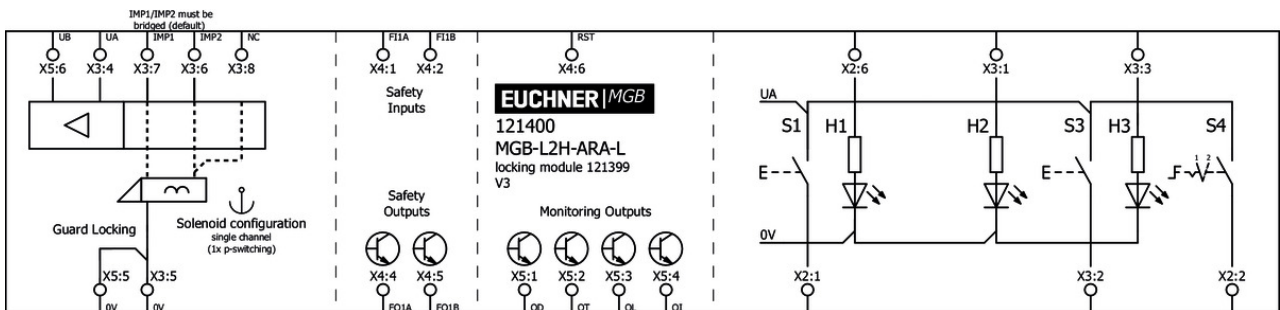 IMP1/IMP2 must be
bridged (default)
UB UA IMP1 IMP2 NC FI1A FI1B RST
X5:6 X3:4 X3:7 X3:6 X3:8 X4:1 X4:2 X4:6 X2:6 X3:1 X3:3
Safety
Inputs
EUCHNER|MGB
121400
MGB-L2H-ARA-L
locking module 121399
V3
UA
S1 H1 H2 S3 H3 S4
1 2
E E
Solenoid configuration
single channel
(1x p-switching)
Guard Locking
Safety
Outputs
Monitoring Outputs
0V
X5:5 X3:5 X4:4 X4:5 X5:1 X5:2 X5:3 X5:4 X2:1 X3:2 X2:2
0V 0V FO1A FO1B OD OT OL OI